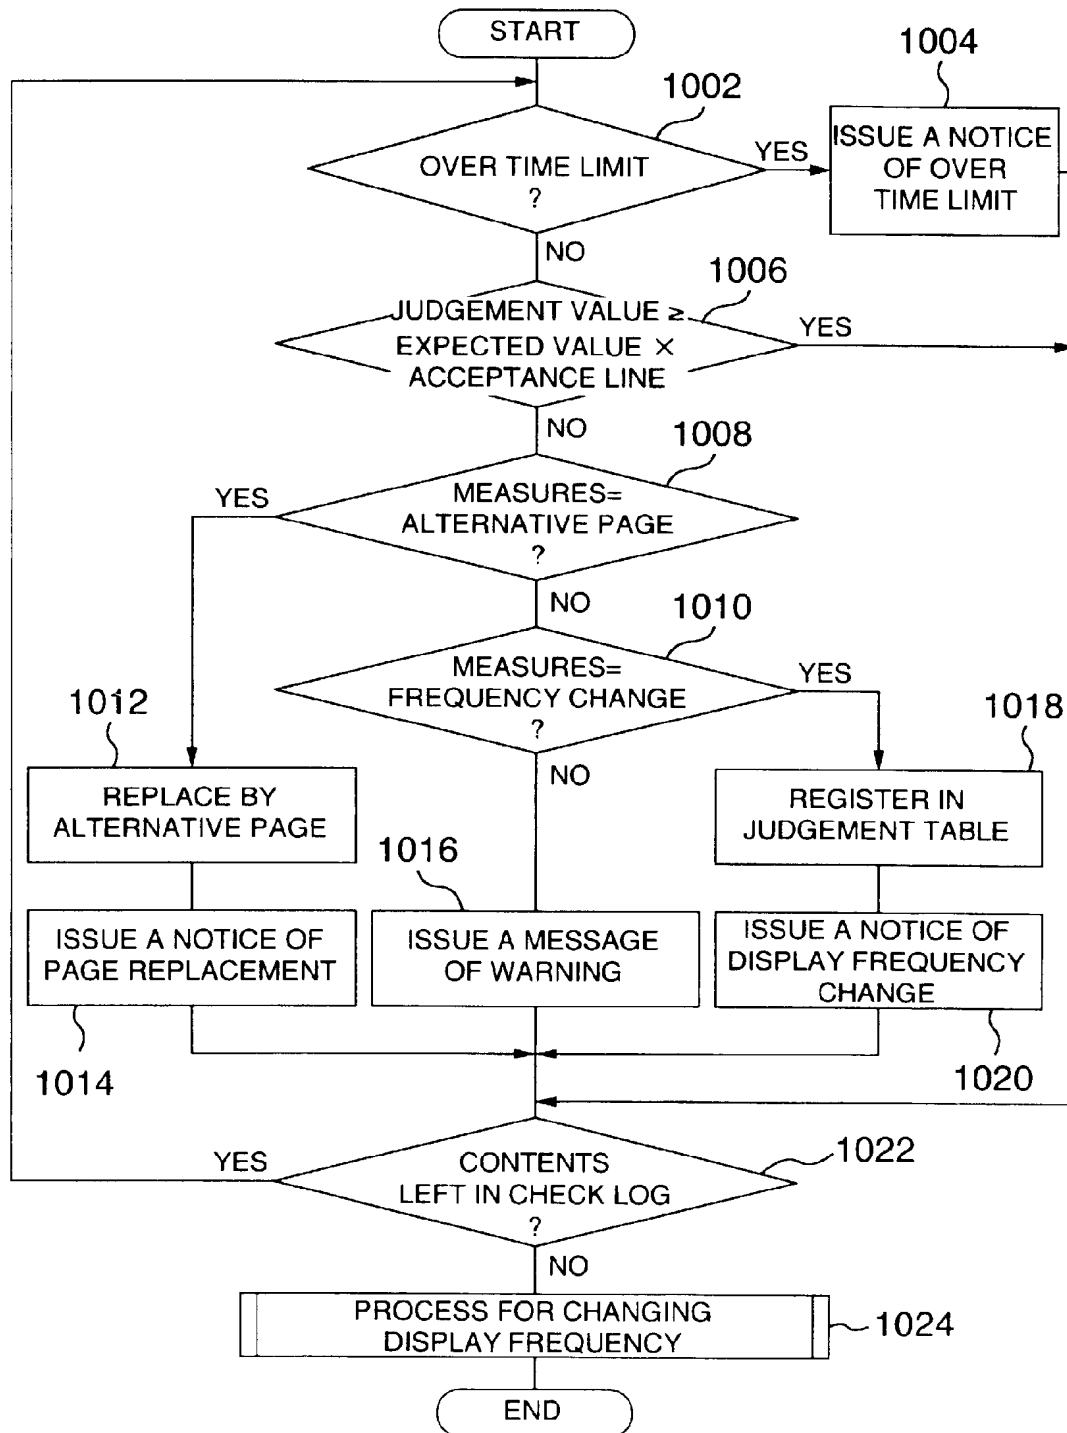 START
1004
1002
OVER TIME LIMIT
?
YES
ISSUE A NOTICE
OF OVER
TIME LIMIT
NO
1006
JUDGEMENT VALUE ≥
EXPECTED VALUE ×
ACCEPTANCE LINE
YES
NO
1008
YES
MEASURES=
ALTERNATIVE PAGE
?
NO
1010
MEASURES=
FREQUENCY CHANGE
?
YES
1012
1018
NO
REPLACE BY
ALTERNATIVE PAGE
REGISTER IN
JUDGEMENT TABLE
1016
ISSUE A NOTICE OF
PAGE REPLACEMENT
ISSUE A MESSAGE
OF WARNING
ISSUE A NOTICE OF
DISPLAY FREQUENCY
CHANGE
1014
1020
YES
CONTENTS
LEFT IN CHECK LOG
?
1022
NO
PROCESS FOR CHANGING
DISPLAY FREQUENCY
1024
END